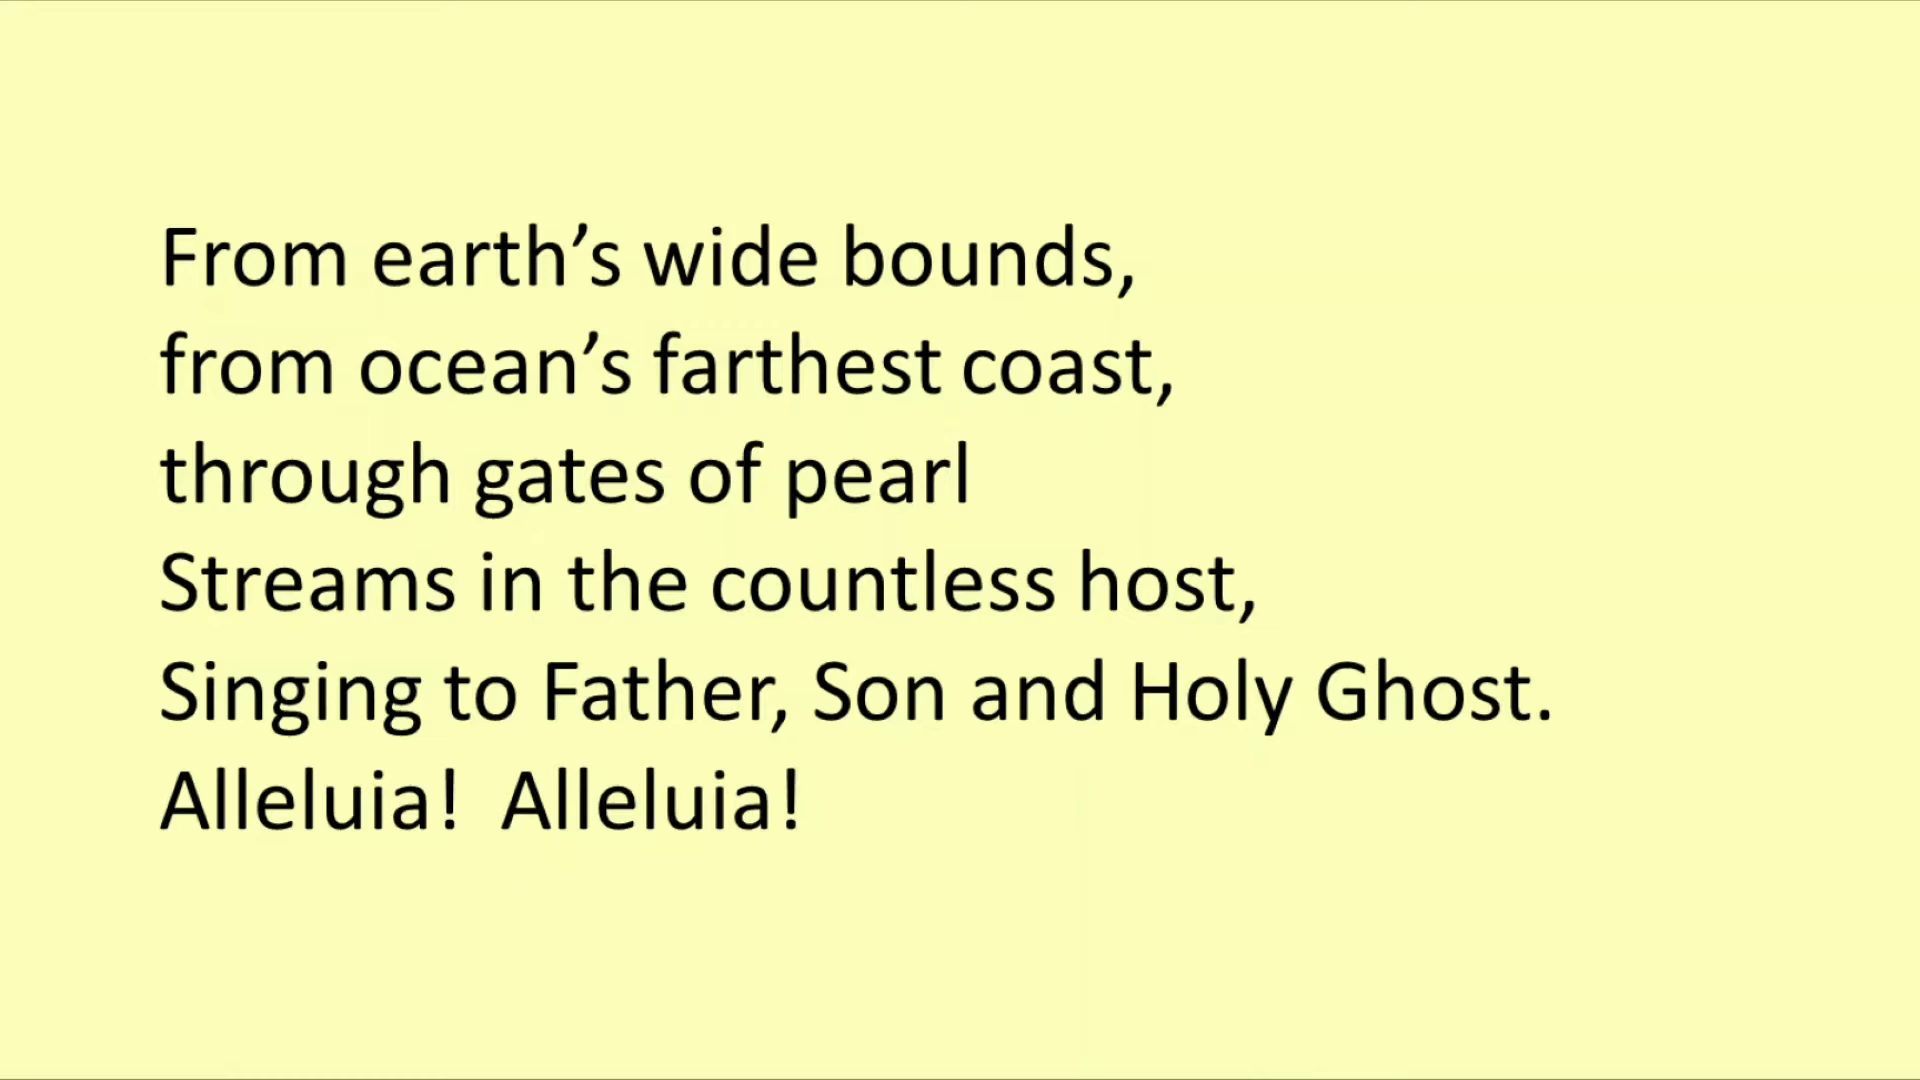 From earth’s wide bounds,
from ocean’s farthest coast,
through gates of pearl
Streams in the countless host,
Singing to Father, Son and Holy Ghost.
Alleluia!  Alleluia!